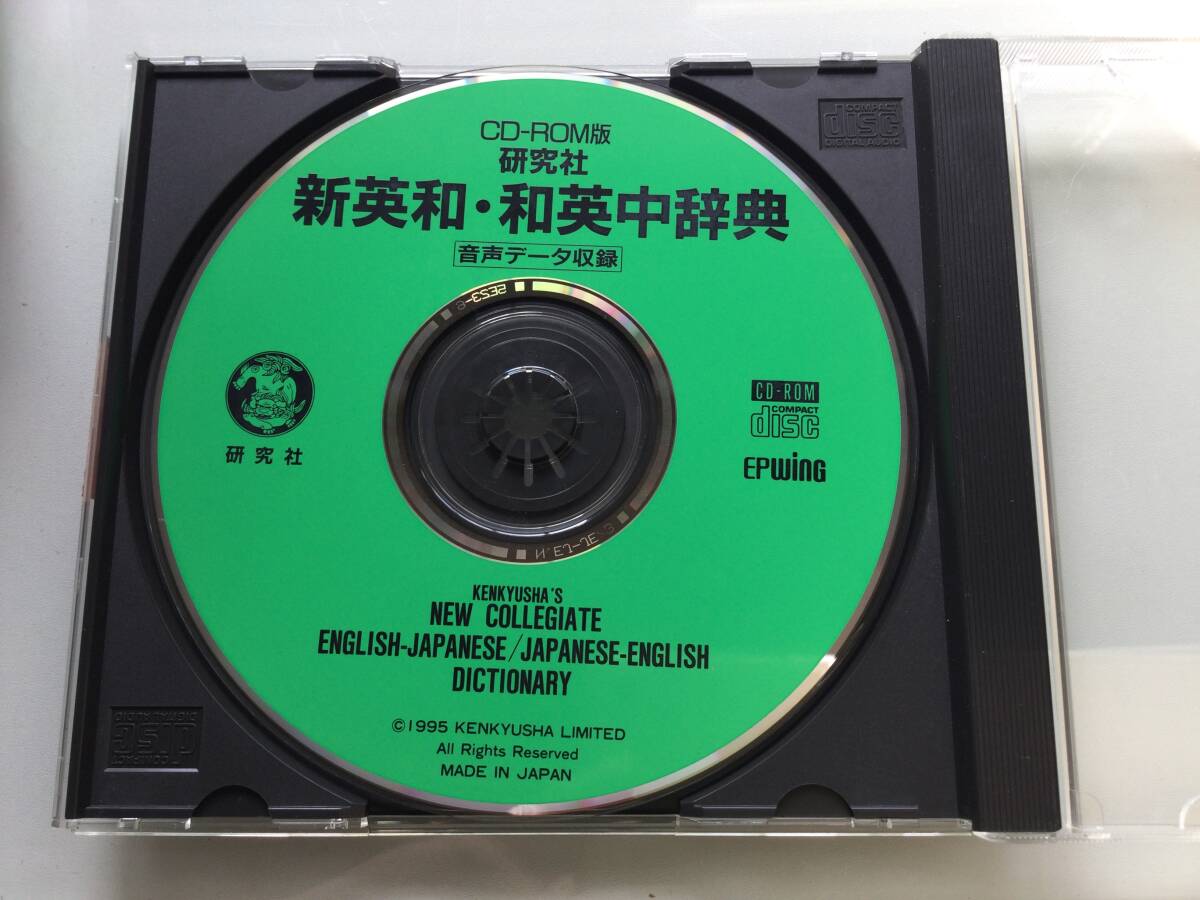 CD-ROM版
研究社
新英和・和英中辞典
音声データ収録
研究社
CD-ROM
COMPACT
disc
EPWING
KENKYUSHA'S
NEW COLLEGIATE
ENGLISH-JAPANESE/JAPANESE-ENGLISH
DICTIONARY
©1995 KENKYUSHA LIMITED
All Rights Reserved
MADE IN JAPAN
COMPACT
disc
DIGITAL AUDIO